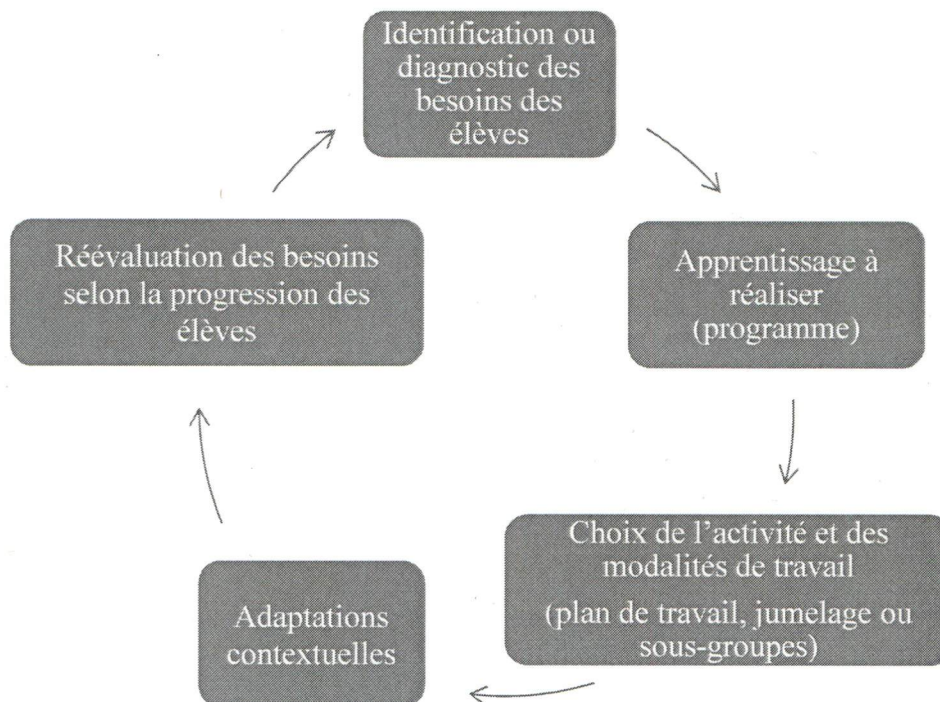 Identification ou
diagnostic des
besoins des
élèves
Apprentissage à
réaliser
(programme)
Choix de l’activité et des
modalités de travail
(plan de travail, jumelage ou
sous-groupes)
Adaptations
contextuelles
Réévaluation des besoins
selon la progression des
élèves